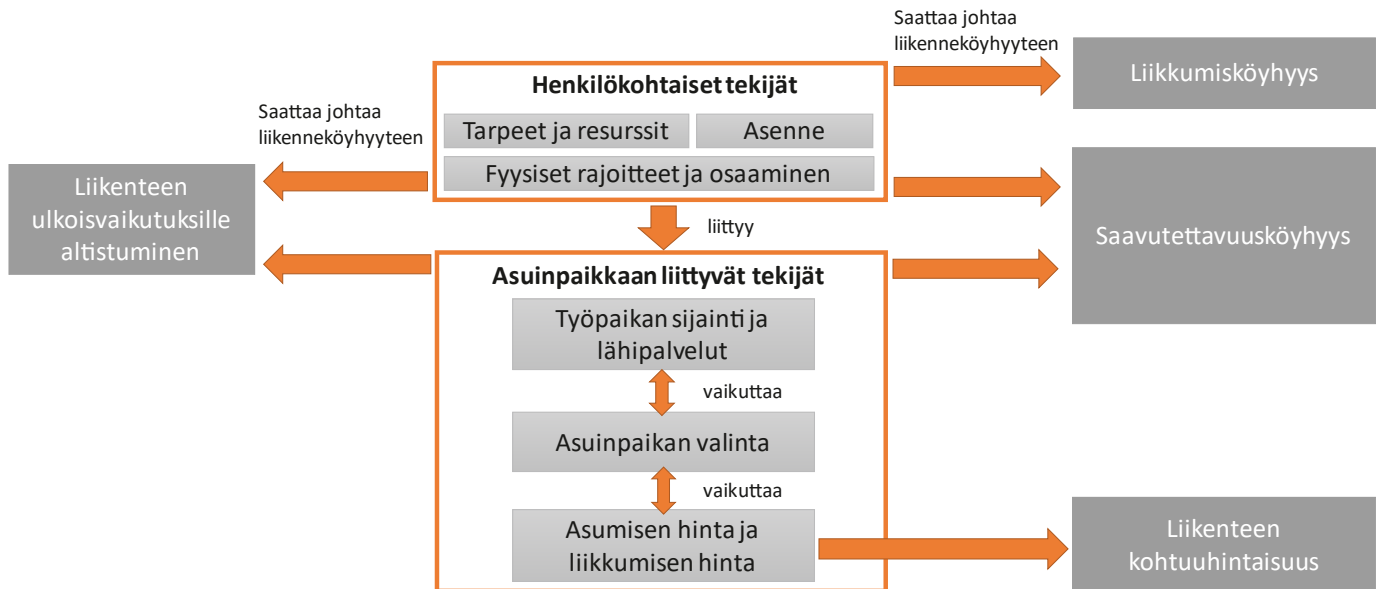 Saattaa johtaa
liikenneköyhyyteen
Liikkumisköyhyys
Henkilökohtaiset tekijät
Saattaa johtaa
liikenneköyhyyteen
Tarpeet ja resurssit
Asenne
Fyysiset rajoitteet ja osaaminen
Liikenteen
ulkoisvaikutuksille
altistuminen
liittyy
Saavutettavuusköyhyys
Asuinpaikkaan liittyvät tekijät
Työpaikan sijainti ja
lähipalvelut
vaikuttaa
Asuinpaikan valinta
vaikuttaa
Asumisen hinta ja
liikkumisen hinta
Liikenteen
kohtuuhintaisuus